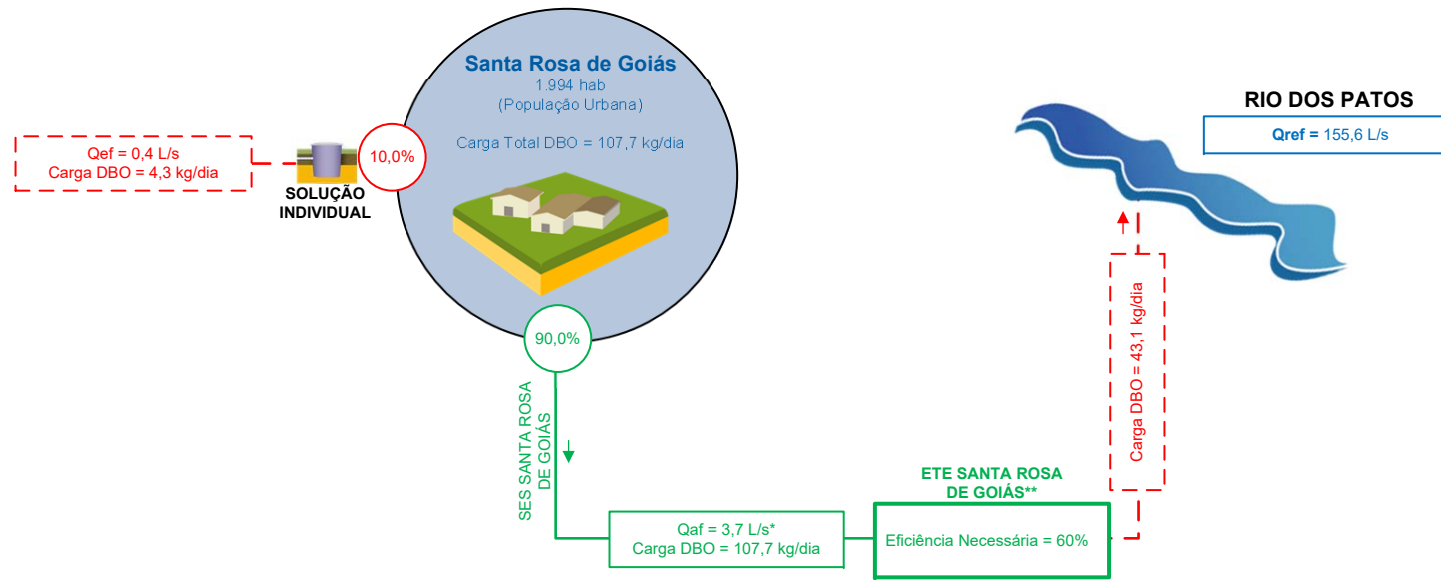 Santa Rosa de Goiás
1.994 hab
(População Urbana)
Carga Total DBO = 107,7 kg/dia
Qef = 0,4 L/s
Carga DBO = 4,3 kg/dia
SOLUÇÃO
INDIVIDUAL
10,0%
90,0%
SES SANTA ROSA
DE GOIÁS
Qaf = 3,7 L/s*
Carga DBO = 107,7 kg/dia
ETE SANTA ROSA
DE GOIÁS**
Eficiência Necessária = 60%
Carga DBO = 43,1 kg/dia
RIO DOS PATOS
Qref = 155,6 L/s